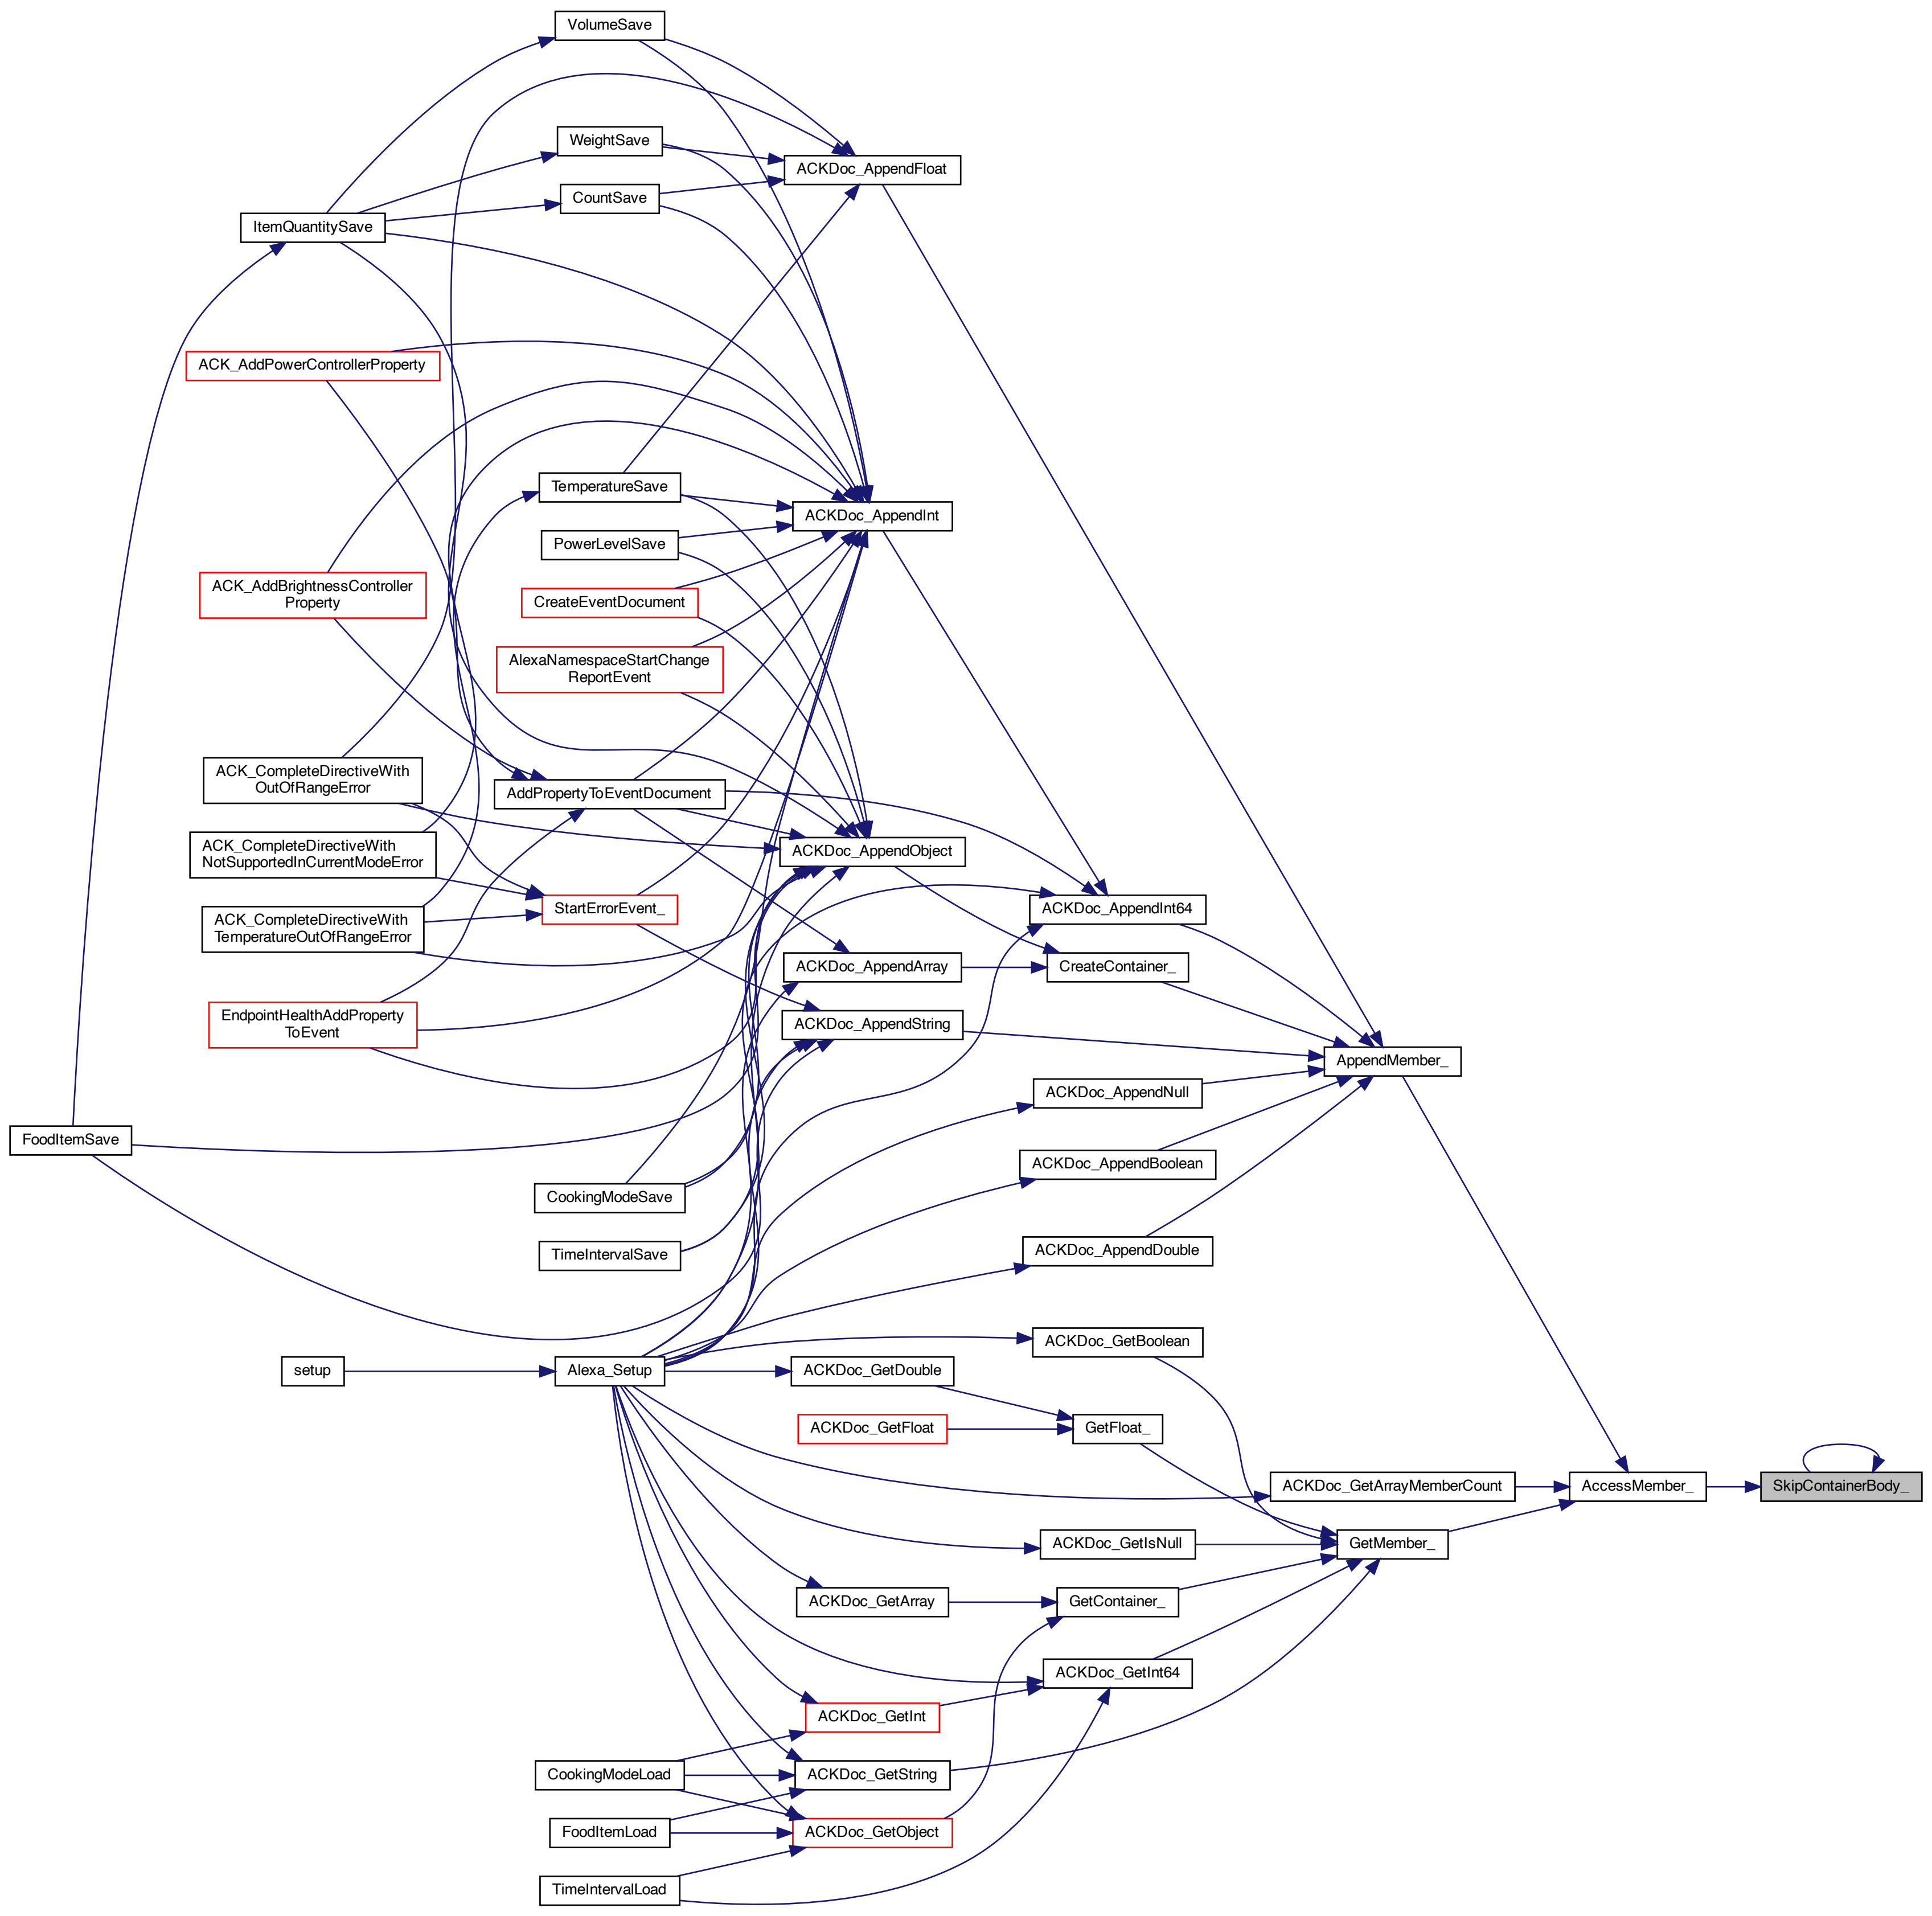 VolumeSave
WeightSave
ACKDoc_AppendFloat
CountSave
ItemQuantitySave
ACK_AddPowerControllerProperty
TemperatureSave
ACKDoc_AppendInt
PowerLevelSave
ACK_AddBrightnessController
Property
CreateEventDocument
AlexaNamespaceStartChange
ReportEvent
ACK_CompleteDirectiveWith
OutOfRangeError
AddPropertyToEventDocument
ACK_CompleteDirectiveWith
NotSupportedInCurrentModeError
ACKDoc_AppendObject
ACK_CompleteDirectiveWith
TemperatureOutOfRangeError
StartErrorEvent_
ACKDoc_AppendInt64
ACKDoc_AppendArray
CreateContainer_
EndpointHealthAddProperty
ToEvent
ACKDoc_AppendString
AppendMember_
ACKDoc_AppendNull
FoodItemSave
ACKDoc_AppendBoolean
CookingModeSave
TimeIntervalSave
ACKDoc_AppendDouble
ACKDoc_GetBoolean
setup
Alexa_Setup
ACKDoc_GetDouble
ACKDoc_GetFloat
GetFloat_
ACKDoc_GetArrayMemberCount
AccessMember_
SkipContainerBody_
ACKDoc_GetIsNull
GetMember_
ACKDoc_GetArray
GetContainer_
ACKDoc_GetInt64
ACKDoc_GetInt
CookingModeLoad
ACKDoc_GetString
FoodItemLoad
ACKDoc_GetObject
TimeIntervalLoad